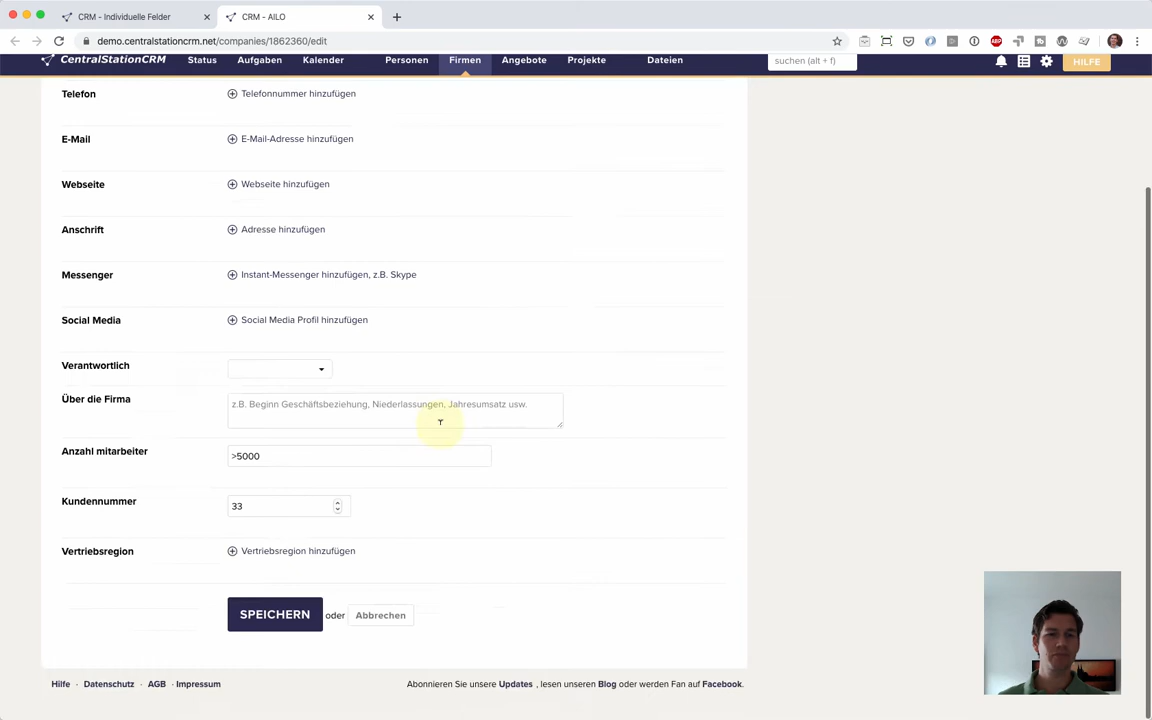 CRM - Individuelle Felder
CRM - AILO
demo.centralstationcrm.net/companies/1862360/edit
CentralStationCRM Status Aufgaben Kalender Personen Firmen Angebote Projekte Dateien suchen (alt + f) HILFE
Telefon Telefonnummer hinzufügen
E-Mail E-Mail-Adresse hinzufügen
Webseite Webseite hinzufügen
Anschrift Adresse hinzufügen
Messenger Instant-Messenger hinzufügen, z.B. Skype
Social Media Social Media Profil hinzufügen
Verantwortlich
Über die Firma z.B. Beginn Geschäftsbeziehung, Niederlassungen, Jahresumsatz usw.
Anzahl mitarbeiter >5000
Kundennummer 33
Vertriebsregion Vertriebsregion hinzufügen
SPEICHERN oder Abbrechen
Hilfe · Datenschutz · AGB · Impressum Abonnieren Sie unsere Updates , lesen unseren Blog oder werden Fan auf Facebook.